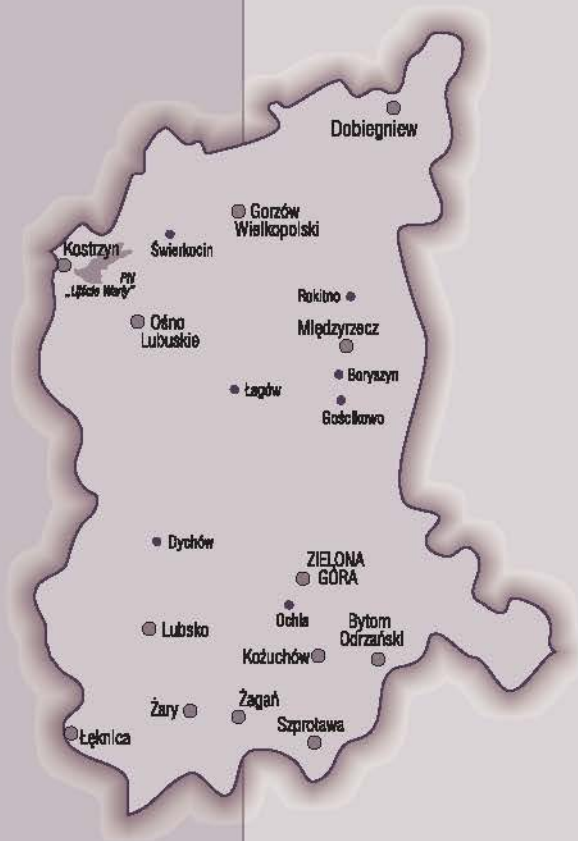 Dobiegniew
Gorzów
Wielkopolski
Świerkocin
Kostrzyn
PN
„Ujście Warty"
Rokitno
Ośno
Lubuskie
Międzyrzecz
Boryszyn
Łagów
Gościkowo
Dychów
ZIELONA
GÓRA
Ochla
Lubsko
Bytom
Odrzański
Kożuchów
Żary
Żagań
Łęknica
Szprotawa